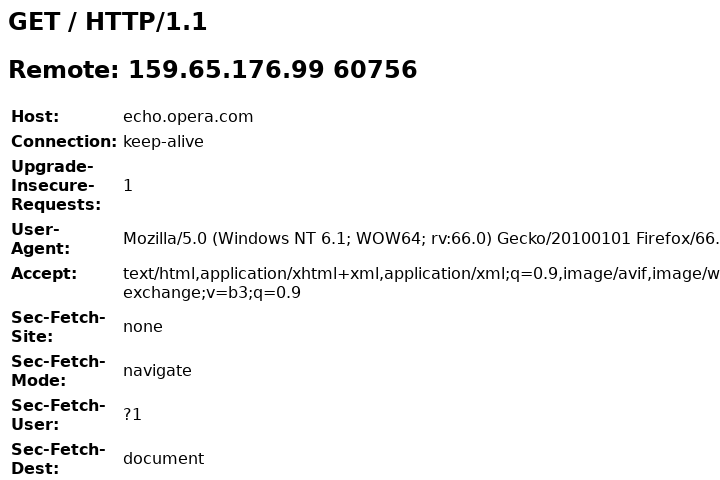 GET / HTTP/1.1
Remote: 159.65.176.99 60756
Host: echo.opera.com
Connection: keep-alive
Upgrade-
Insecure- 1
Requests:
User-
Agent: Mozilla/5.0 (Windows NT 6.1; WOW64; rv:66.0) Gecko/20100101 Firefox/66.
Accept: text/html,application/xhtml+xml,application/xml;q=0.9,image/avif,image/w
exchange;v=b3;q=0.9
Sec-Fetch-
Site: none
Sec-Fetch-
Mode: navigate
Sec-Fetch-
User: ?1
Sec-Fetch-
Dest: document